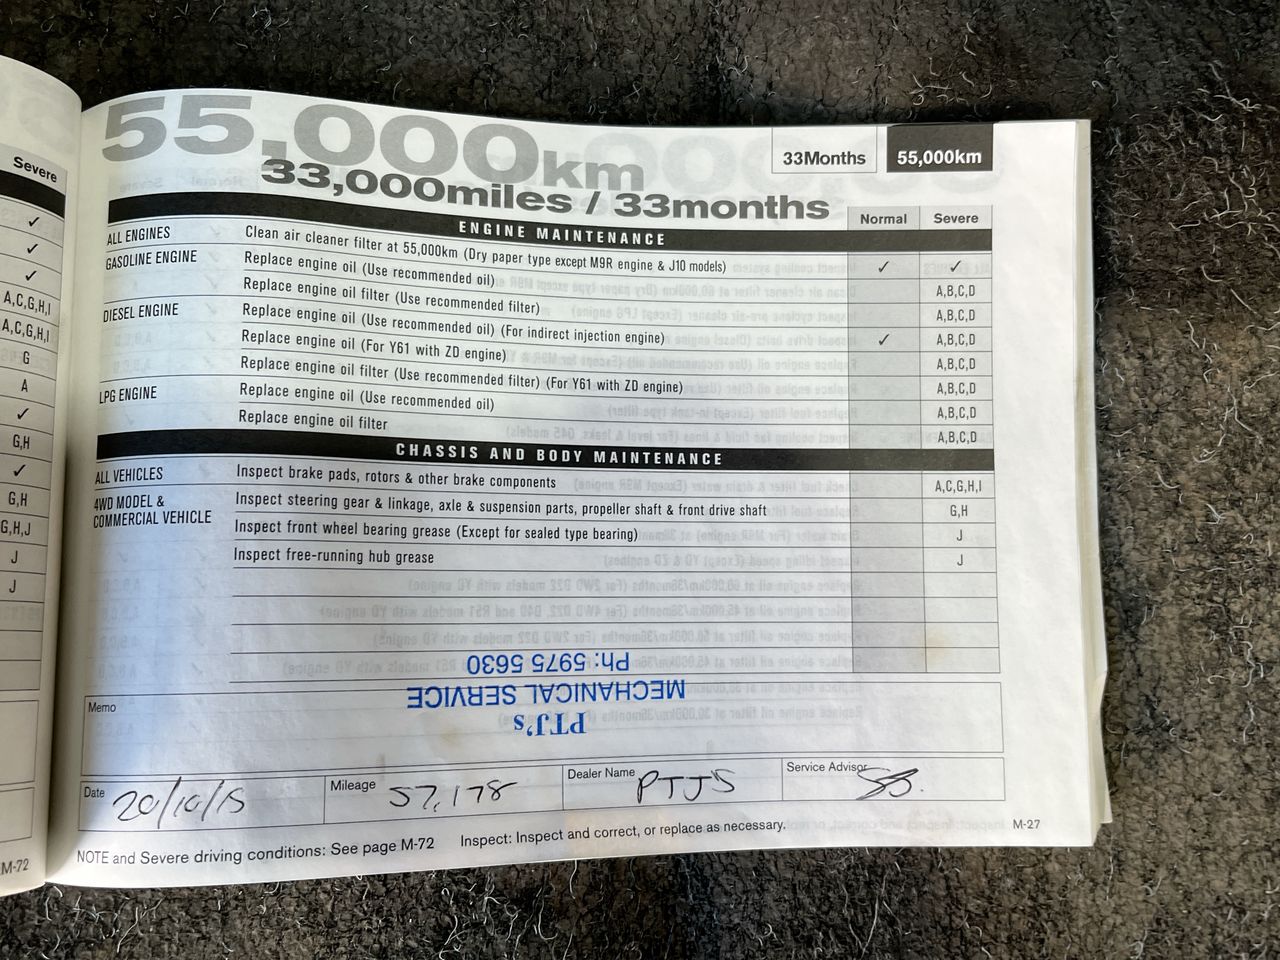 55,000km
33,000miles / 33months
33Months 55,000km
Normal Severe
ENGINE MAINTENANCE
ALL ENGINES Clean air cleaner filter at 55,000km (Dry paper type except M9R engine & J10 models) ✓ ✓
GASOLINE ENGINE Replace engine oil (Use recommended oil) A,B,C,D
Replace engine oil filter (Use recommended filter) A,B,C,D
DIESEL ENGINE Replace engine oil (Use recommended oil) (For indirect injection engine) ✓ A,B,C,D
Replace engine oil (For Y61 with ZD engine) A,B,C,D
Replace engine oil filter (Use recommended filter) (For Y61 with ZD engine) A,B,C,D
LPG ENGINE Replace engine oil (Use recommended oil) A,B,C,D
Replace engine oil filter A,B,C,D
CHASSIS AND BODY MAINTENANCE
ALL VEHICLES Inspect brake pads, rotors & other brake components A,C,G,H,I
4WD MODEL & COMMERCIAL VEHICLE Inspect steering gear & linkage, axle & suspension parts, propeller shaft & front drive shaft G,H
Inspect front wheel bearing grease (Except for sealed type bearing) J
Inspect free-running hub grease J
Memo
PTJ's
MECHANICAL SERVICE
Ph: 5975 5630
Date 20/10/15 Mileage 57,178 Dealer Name PTJ'S Service Advisor
NOTE and Severe driving conditions: See page M-72 Inspect: Inspect and correct, or replace as necessary.
M-27
Severe
✓
✓
✓
A,C,G,H,I
A,C,G,H,I
G
A
✓
G,H
✓
G,H
G,H,J
J
J
M-72